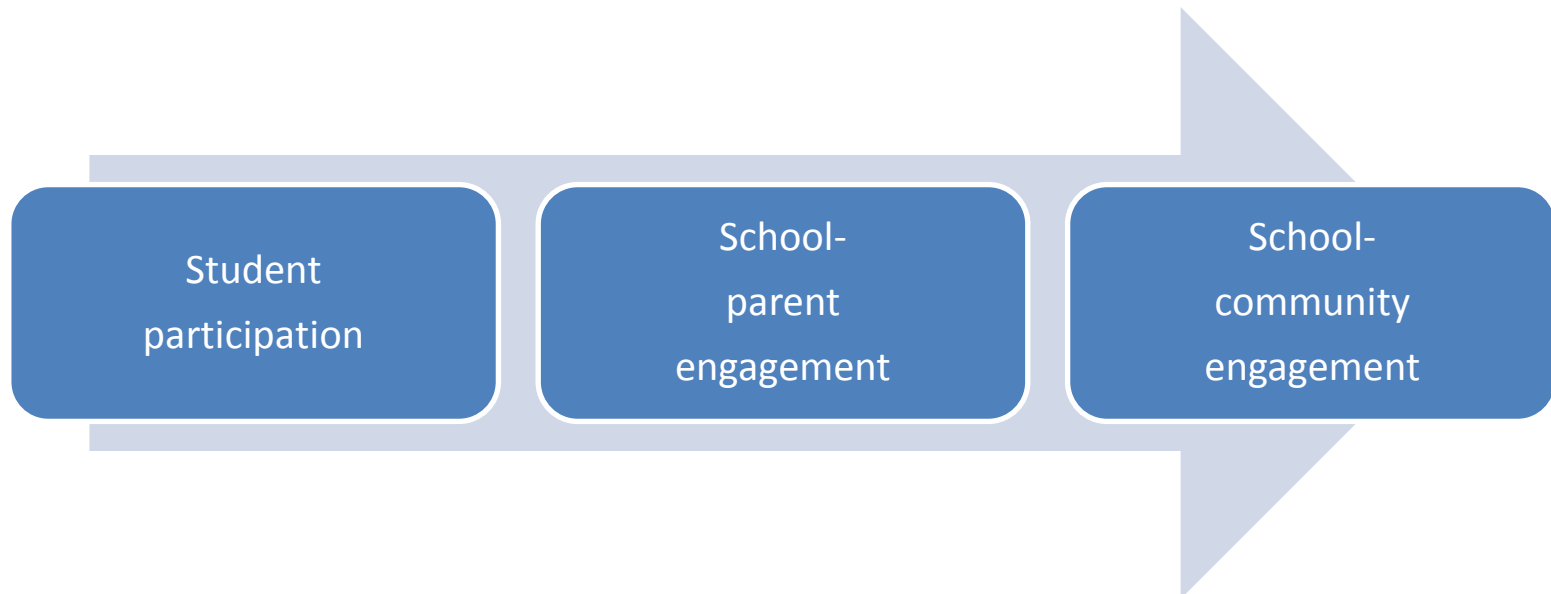 Student
participation
School-
parent
engagement
School-
community
engagement